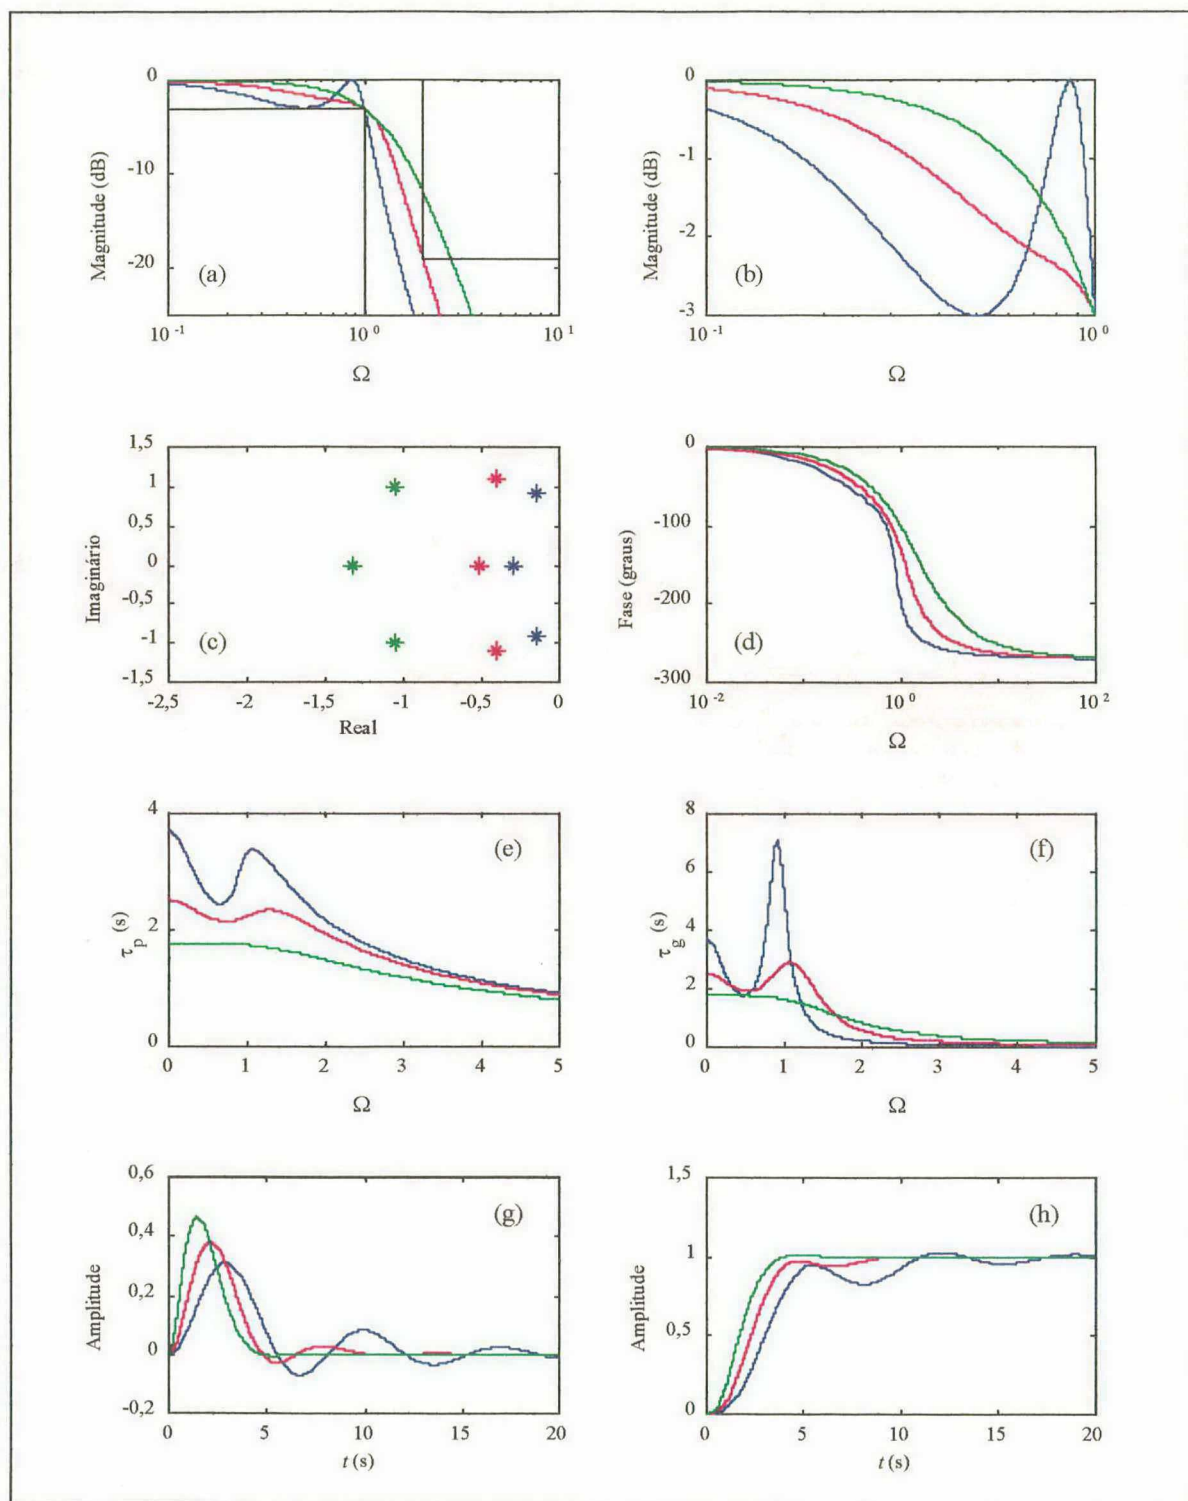 0
-10
-20
Magnitude (dB)
(a)
10 -1
10 0
10 1
Ω
0
-1
-2
-3
Magnitude (dB)
(b)
10 -1
10 0
Ω
1,5
1
0,5
0
-0,5
-1
-1,5
Imaginário
(c)
-2,5
-2
-1,5
-1
-0,5
0
Real
0
-100
-200
-300
Fase (graus)
(d)
10 -2
10 0
10 2
Ω
4
2
0
τp (s)
(e)
0
1
2
3
4
5
Ω
8
6
4
2
0
τg (s)
(f)
0
1
2
3
4
5
Ω
0,6
0,4
0,2
0
-0,2
Amplitude
(g)
0
5
10
15
20
t (s)
1,5
1
0,5
0
Amplitude
(h)
0
5
10
15
20
t (s)